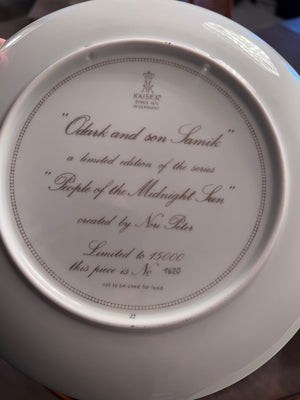 KAISER
SINCE 1872
W. GERMANY
"Odark and son Samik"
a limited edition of the series
"People of the Midnight Sun"
created by Nori Peter
Limited to 15000
this piece is No 1620
not to be used for food